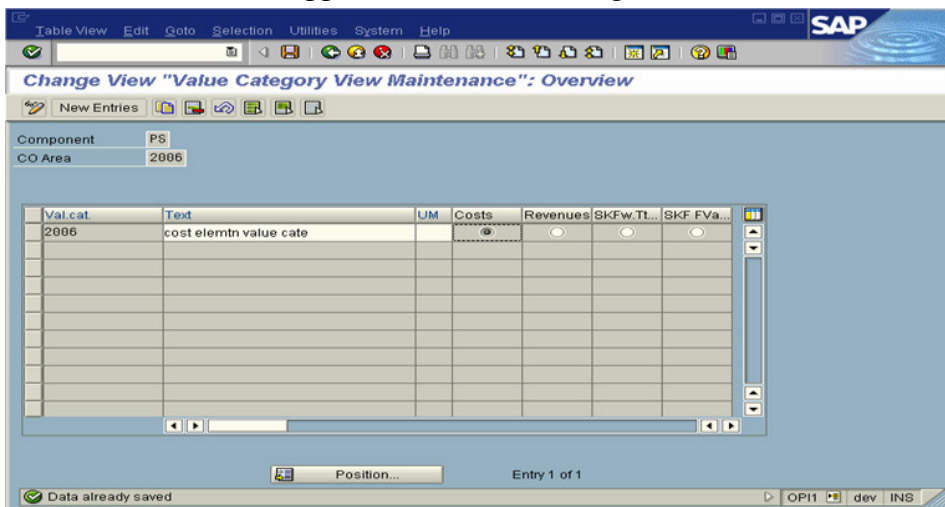 Table View Edit Goto Selection Utilities System Help
SAP
Change View "Value Category View Maintenance": Overview
New Entries
Component PS
CO Area 2006
Val.cat. Text UM Costs Revenues SKFw.Tt... SKF FVa...
2006 cost elemtn value cate
Position... Entry 1 of 1
Data already saved OPI1 dev INS